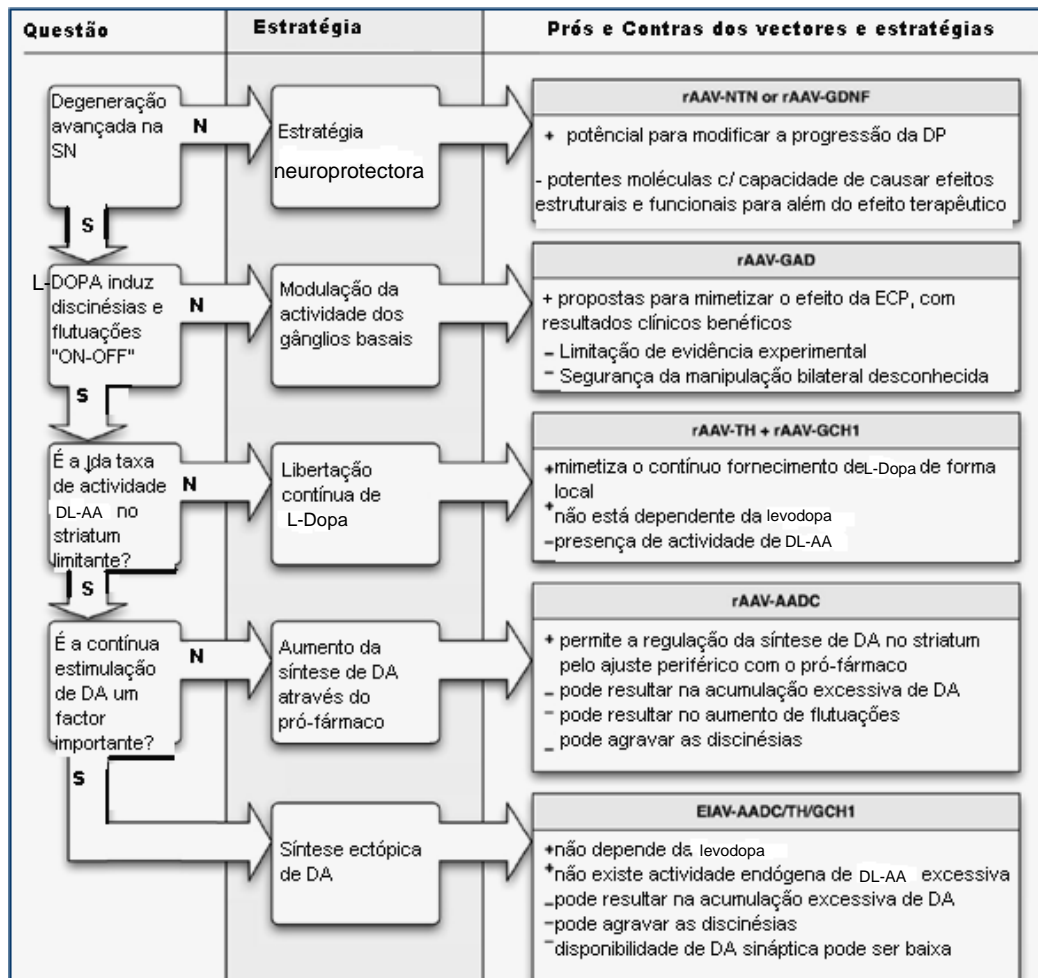 Questão
Estratégia
Prós e Contras dos vectores e estratégias
Degeneração
avançada na
SN
N
Estratégia
neuroprotectora
rAAV-NTN or rAAV-GDNF
+ potêncial para modificar a progressão da DP
- potentes moléculas c/ capacidade de causar efeitos
estruturais e funcionais para além do efeito terapêutico
S
L-DOPA induz
discinésias e
flutuações
"ON-OFF"
N
Modulação da
actividade dos
gânglios basais
rAAV-GAD
+ propostas para mimetizar o efeito da ECP, com
resultados clínicos benéficos
- Limitação de evidência experimental
- Segurança da manipulação bilateral desconhecida
S
É a ↓da taxa
de actividade
DL-AA no
striatum
limitante?
N
Libertação
contínua de
L-Dopa
rAAV-TH + rAAV-GCH1
+mimetiza o contínuo fornecimento de L-Dopa de forma
local
+não está dependente da levodopa
-presença de actividade de DL-AA
S
É a contínua
estimulação
de DA um
factor
importante?
N
Aumento da
síntese de DA
através do
pró-fármaco
rAAV-AADC
+ permite a regulação da síntese de DA no striatum
pelo ajuste periférico com o pró-fármaco
- pode resultar na acumulação excessiva de DA
- pode resultar no aumento de flutuações
- pode agravar as discinésias
S
Síntese ectópica
de DA
EIAV-AADC/TH/GCH1
+não depende da levodopa
+não existe actividade endógena de DL-AA excessiva
-pode resultar na acumulação excessiva de DA
-pode agravar as discinésias
-disponibilidade de DA sináptica pode ser baixa